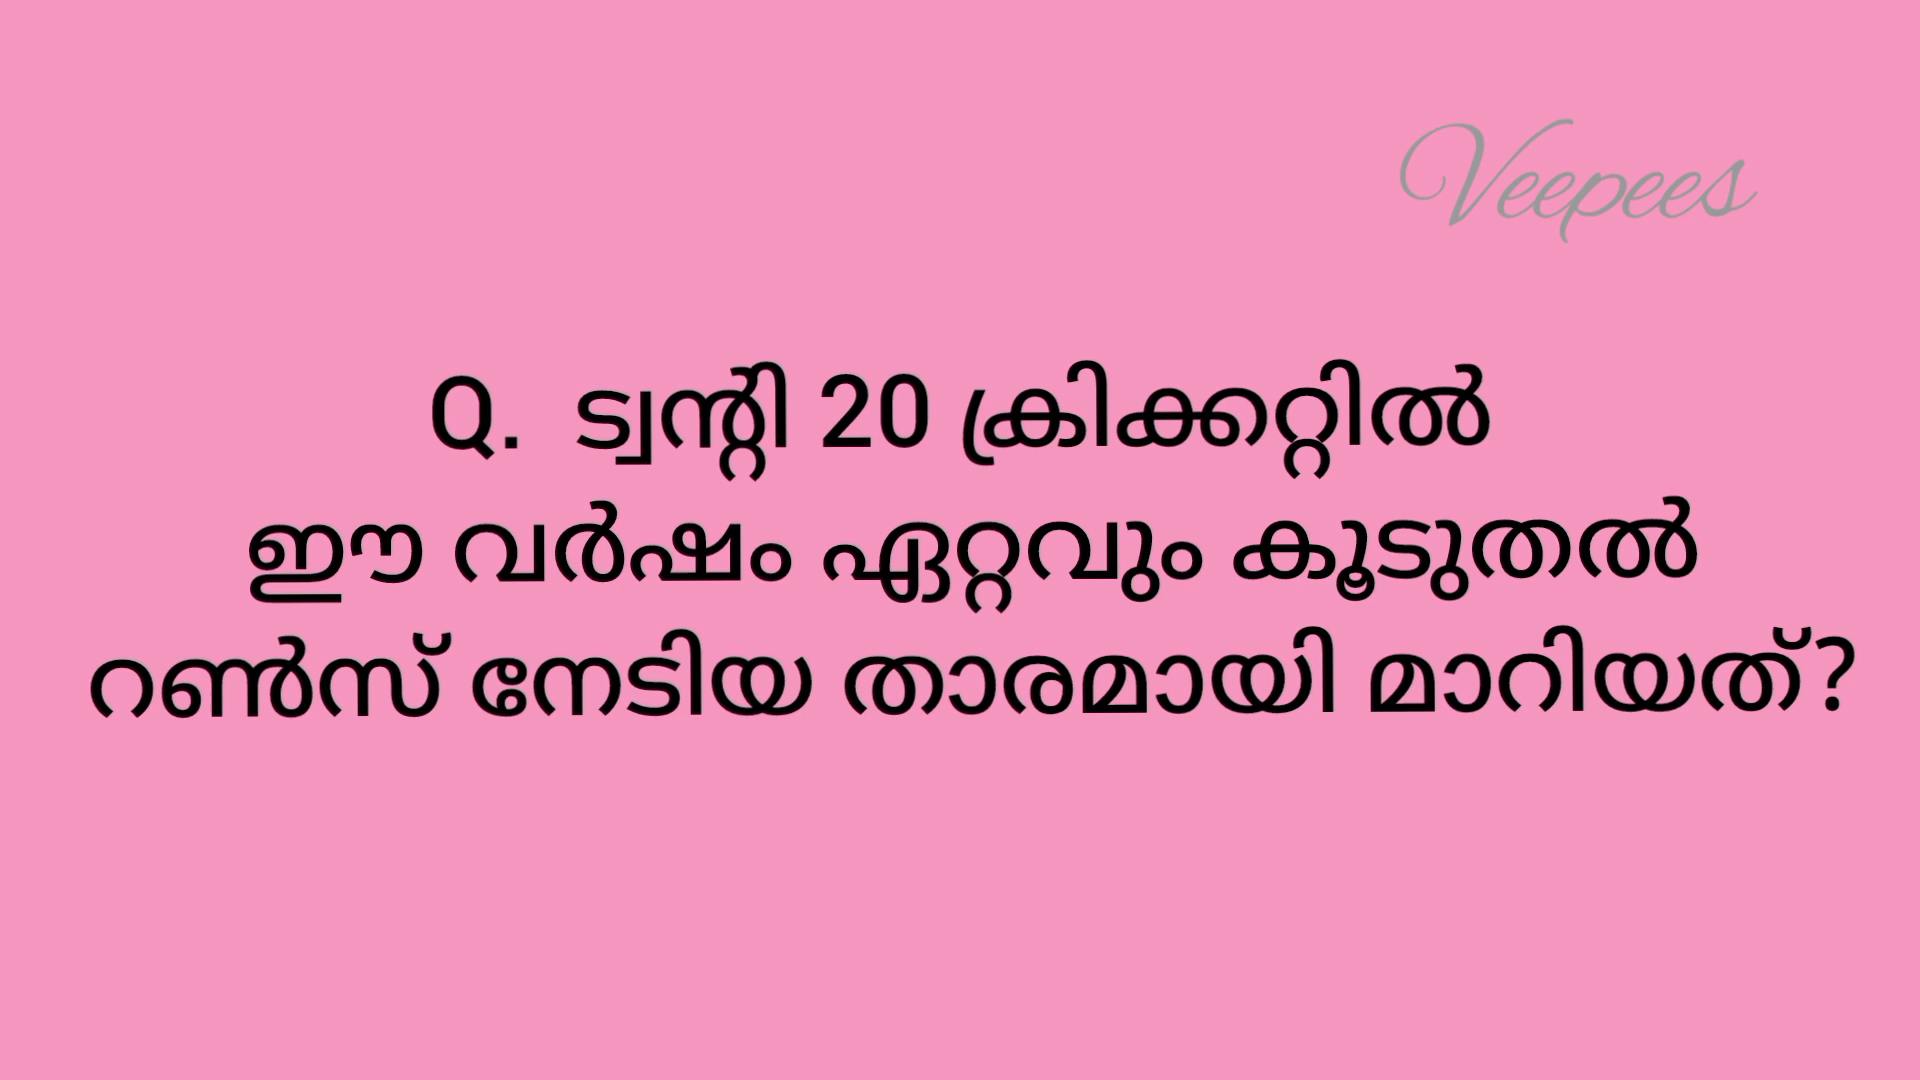 Veepees
Q. ട്വന്റി 20 ക്രിക്കറ്റിൽ
ഈ വർഷം ഏറ്റവും കൂടുതൽ
റൺസ് നേടിയ താരമായി മാറിയത്?